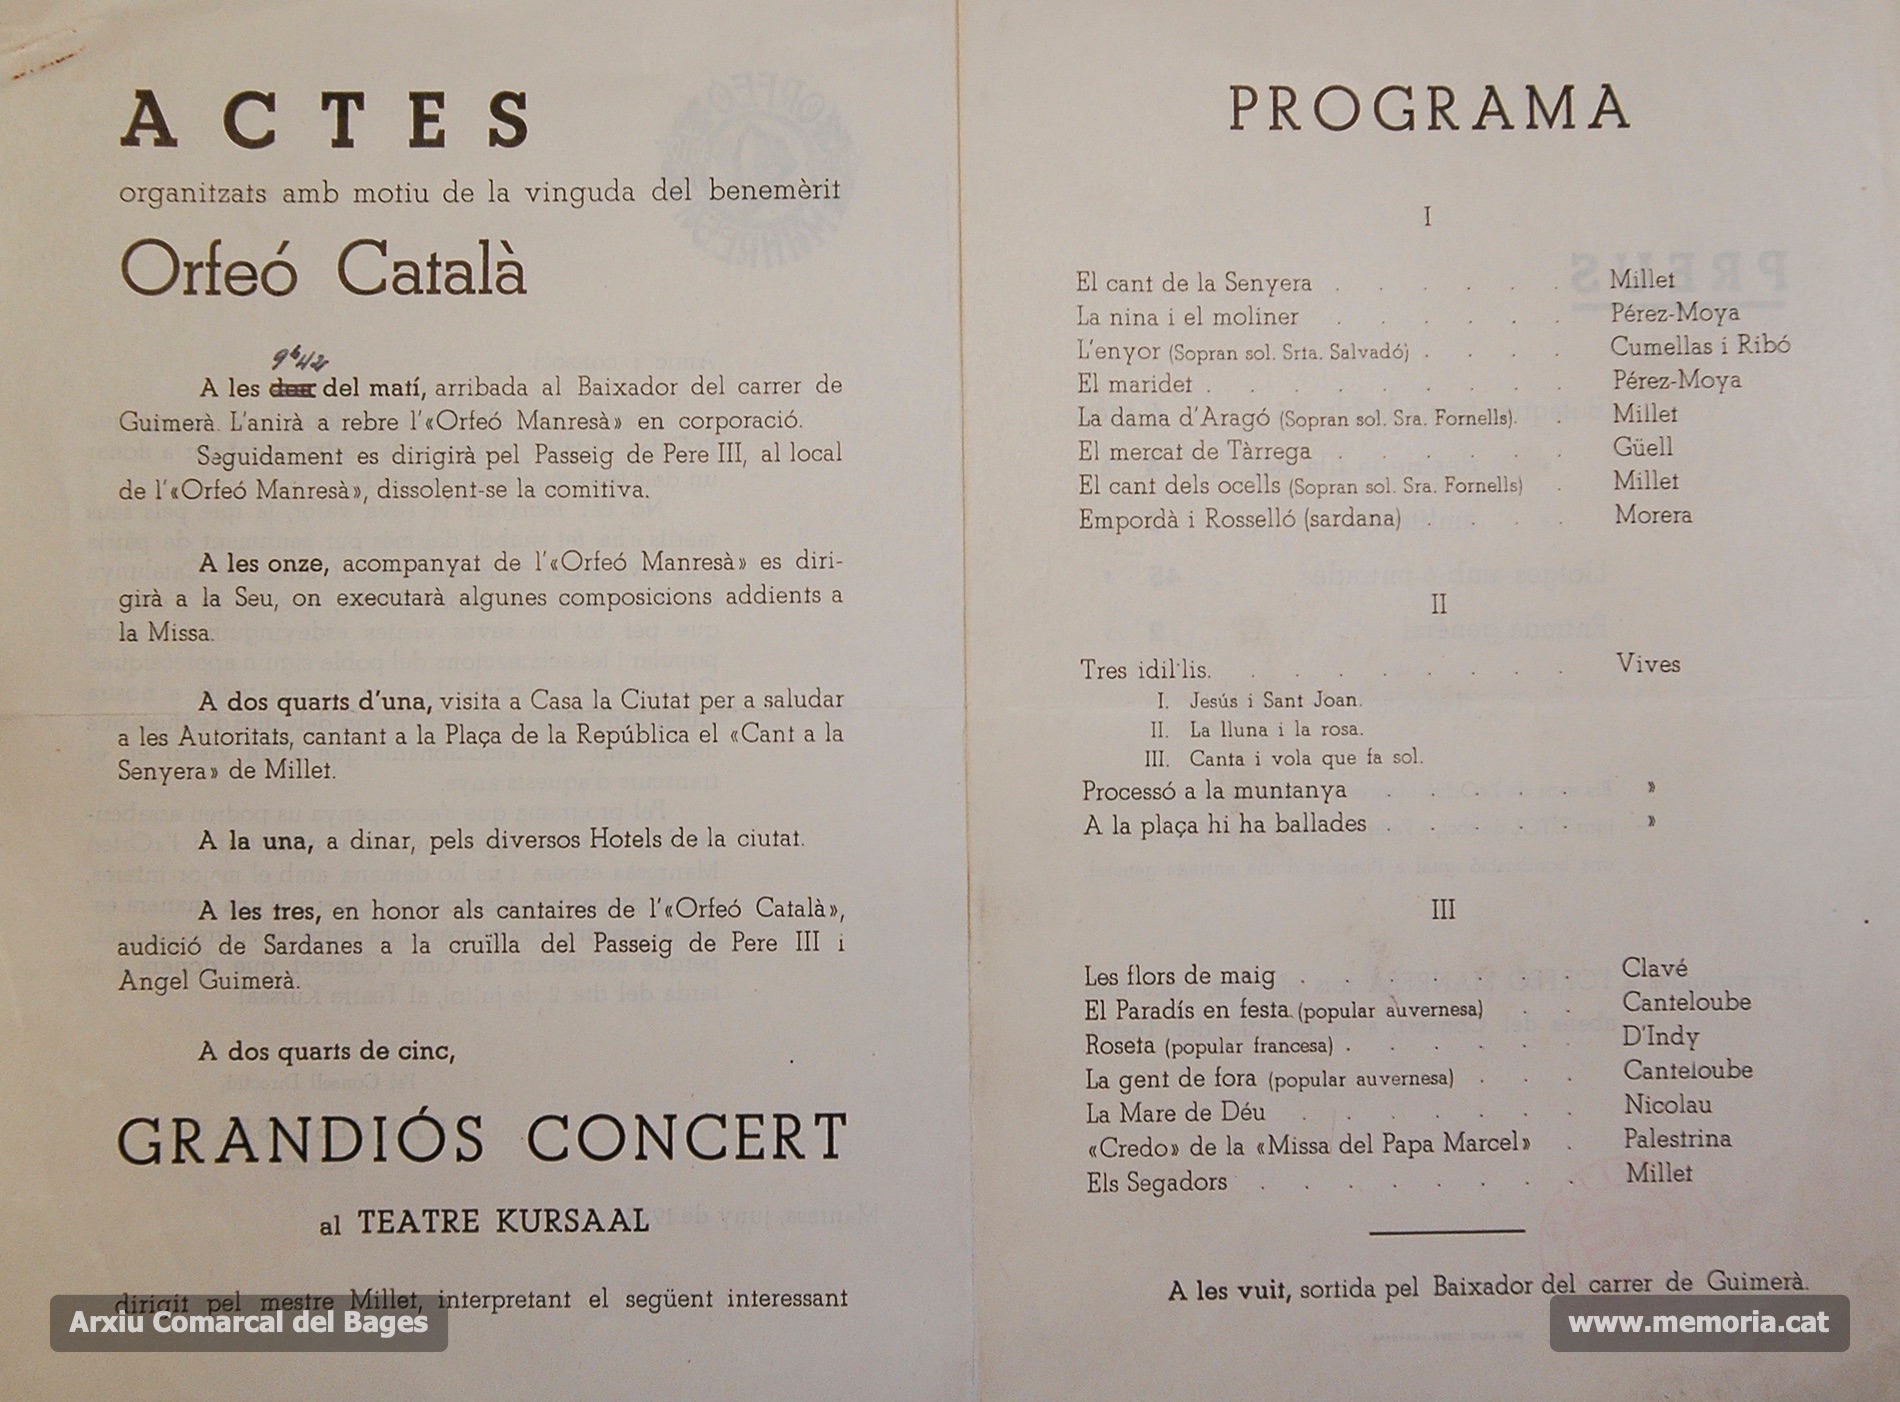 ACTES
organitzats amb motiu de la vinguda del benemèrit
Orfeó Català
A les del matí, arribada al Baixador del carrer de
Guimerà. L'anirà a rebre l'«Orfeó Manresà» en corporació.
Seguidament es dirigirà pel Passeig de Pere III, al local
de l'«Orfeó Manresà», dissolent-se la comitiva.
A les onze, acompanyat de l'«Orfeó Manresà» es diri-
girà a la Seu, on executarà algunes composicions addients a
la Missa.
A dos quarts d'una, visita a Casa la Ciutat per a saludar
a les Autoritats, cantant a la Plaça de la República el «Cant a la
Senyera» de Millet.
A la una, a dinar, pels diversos Hotels de la ciutat.
A les tres, en honor als cantaires de l'«Orfeó Català»,
audició de Sardanes a la cruïlla del Passeig de Pere III i
Angel Guimerà.
A dos quarts de cinc,
GRANDIÓS CONCERT
al TEATRE KURSAAL
dirigit pel mestre Millet, interpretant el següent interessant
PROGRAMA
I
El cant de la Senyera . . . . . . Millet
La nina i el moliner . . . . . . Pérez-Moya
L'enyor (Sopran sol. Srta. Salvadó) . . . . Cumellas i Ribó
El maridet . . . . . . . . . Pérez-Moya
La dama d'Aragó (Sopran sol. Sra. Fornells). . Millet
El mercat de Tàrrega . . . . . . Güell
El cant dels ocells (Sopran sol. Sra. Fornells) . Millet
Empordà i Rosselló (sardana) . . . . Morera
II
Tres idil·lis. . . . . . . . . Vives
I. Jesús i Sant Joan.
II. La lluna i la rosa.
III. Canta i vola que fa sol.
Processó a la muntanya . . . . . »
A la plaça hi ha ballades . . . . . »
III
Les flors de maig . . . . . . . Clavé
El Paradís en festa (popular auvernesa) . . Canteloube
Roseta (popular francesa) . . . . . . D'Indy
La gent de fora (popular auvernesa) . . . Canteloube
La Mare de Déu . . . . . . . Nicolau
«Credo» de la «Missa del Papa Marcel» . Palestrina
Els Segadors . . . . . . . . Millet
A les vuit, sortida pel Baixador del carrer de Guimerà.
Arxiu Comarcal del Bages
www.memoria.cat